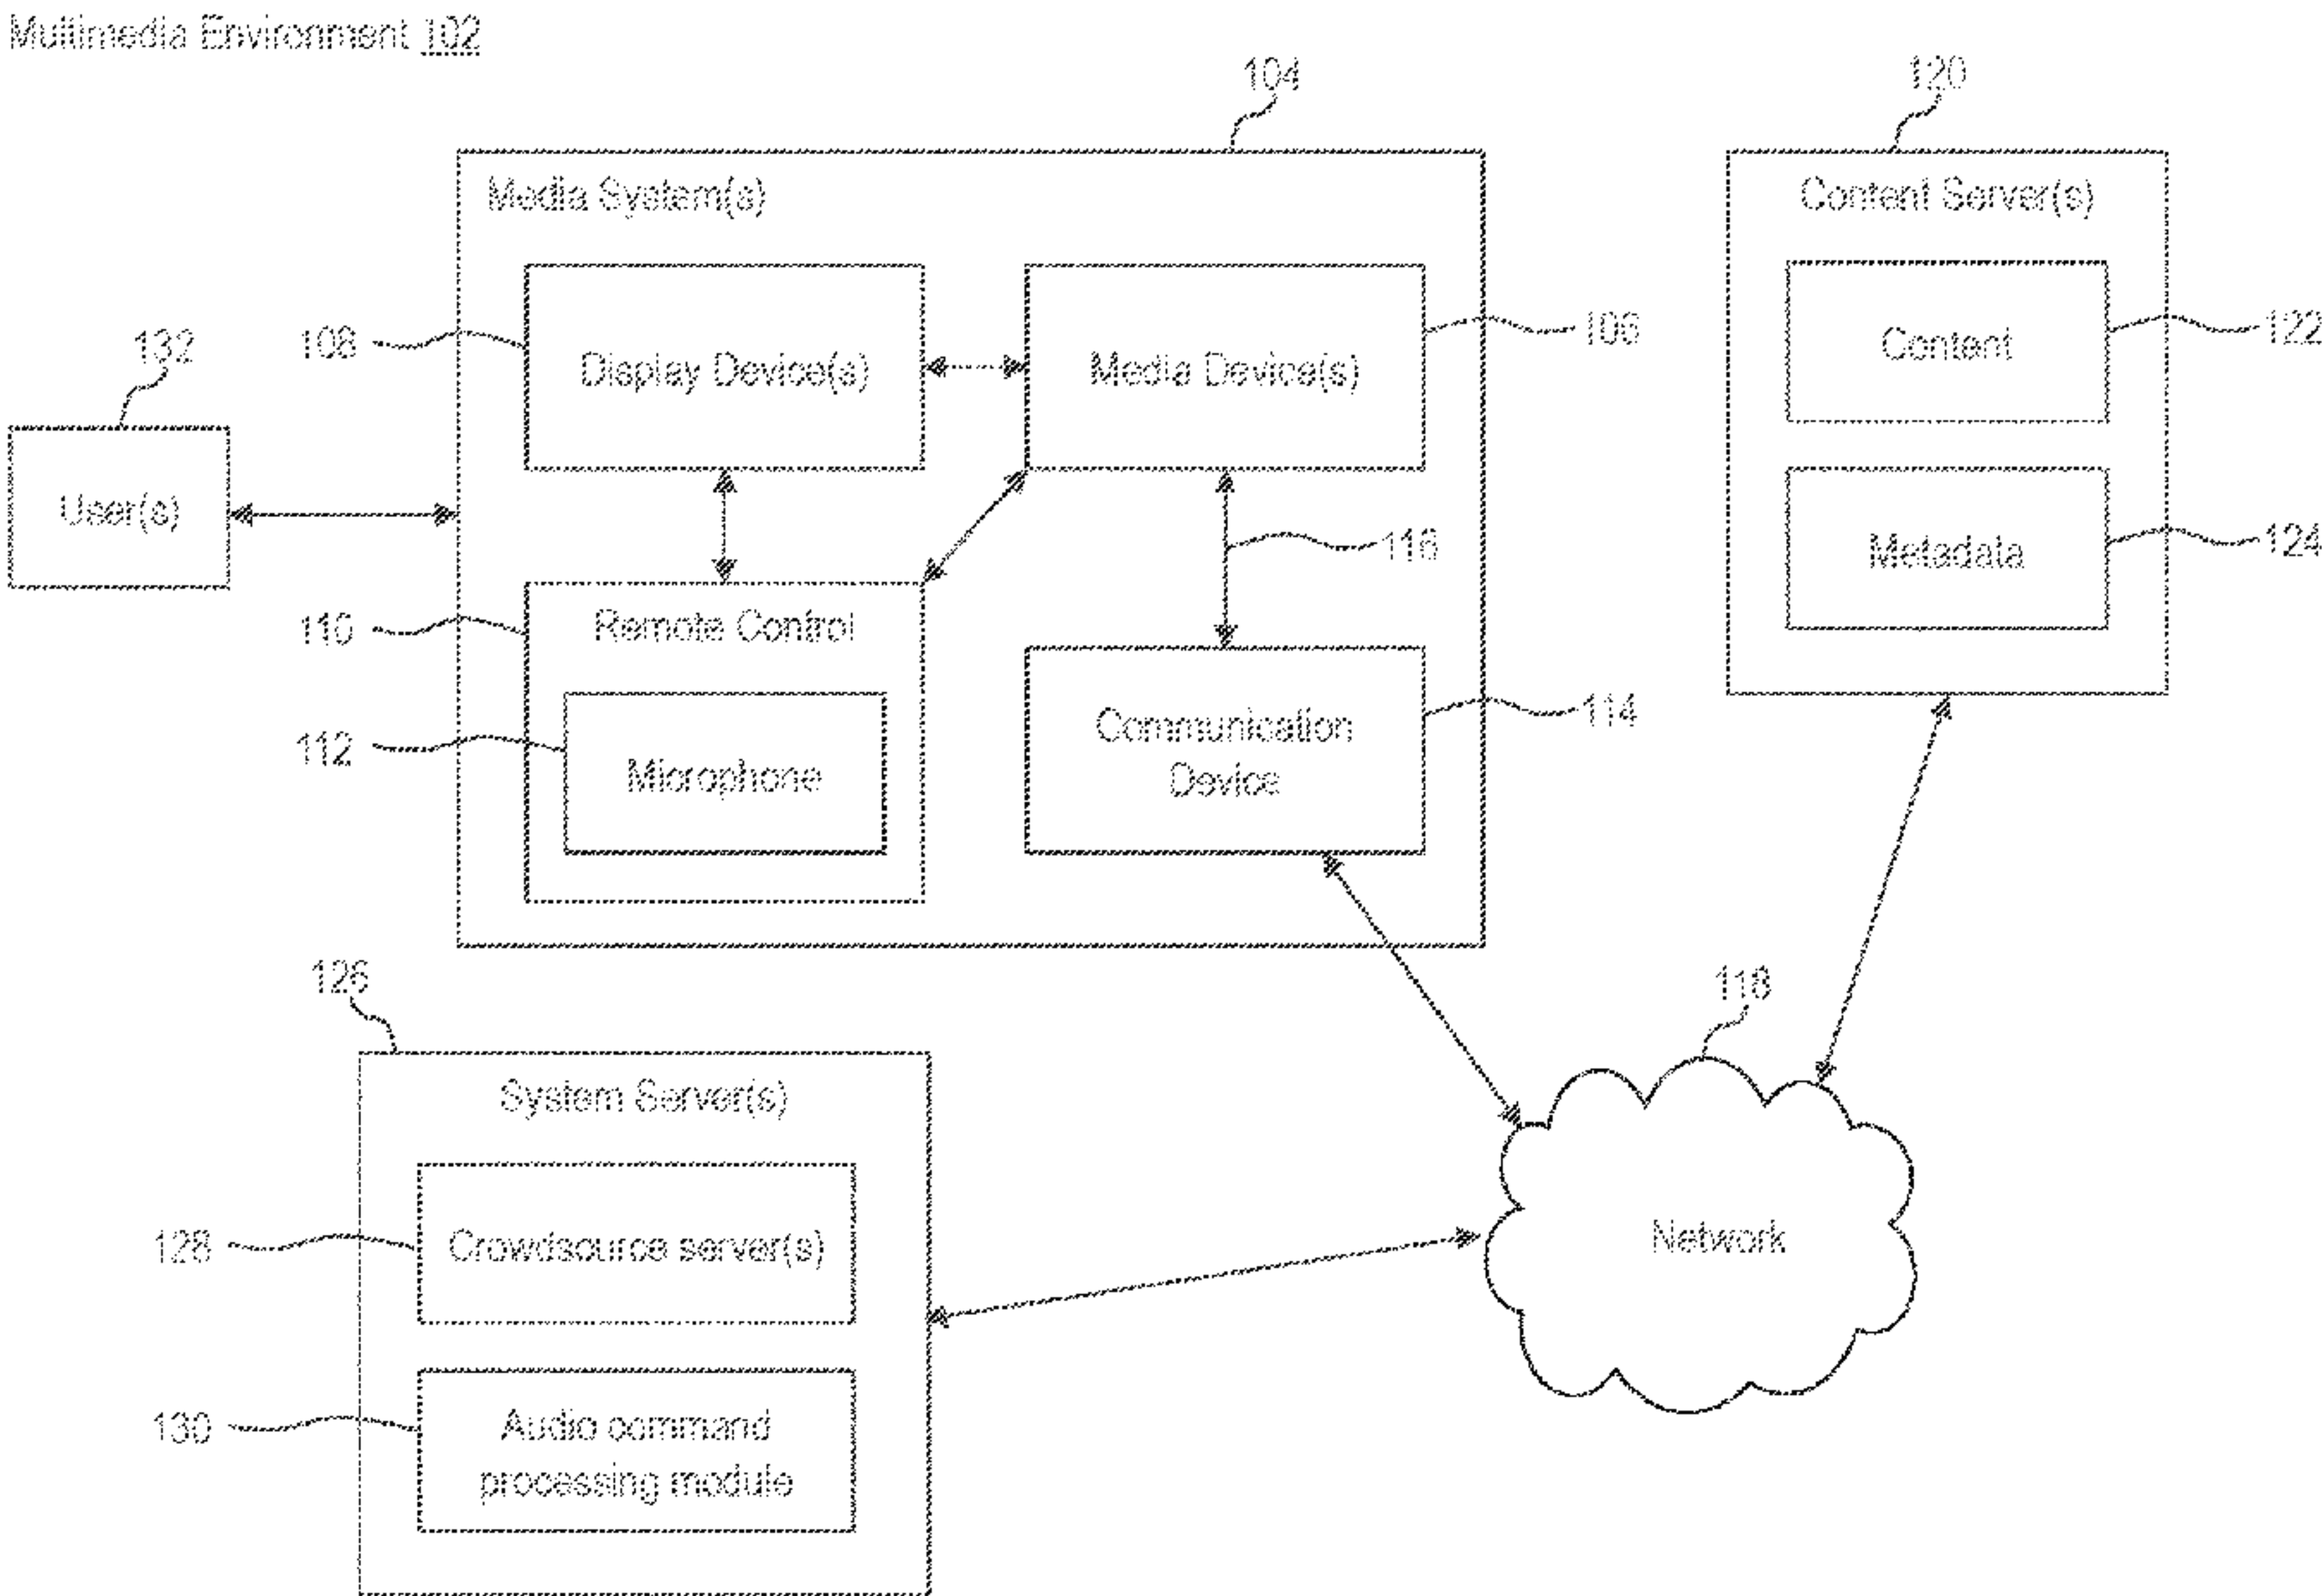 Multimedia Environment 102
104
120
Media System(s)
Content Server(s)
132
108
Display Device(s)
Media Device(s)
106
Content
122
User(s)
116
Metadata
124
110
Remote Control
112
Microphone
Communication
Device
114
126
118
System Server(s)
128
Crowdsource server(s)
Network
130
Audio command
processing module